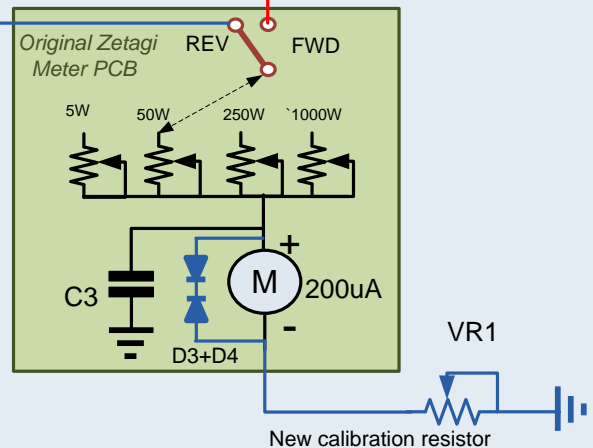 Original Zetagi
Meter PCB
REV
FWD
5W
50W
250W
`1000W
+
M
200uA
-
C3
D3+D4
VR1
New calibration resistor